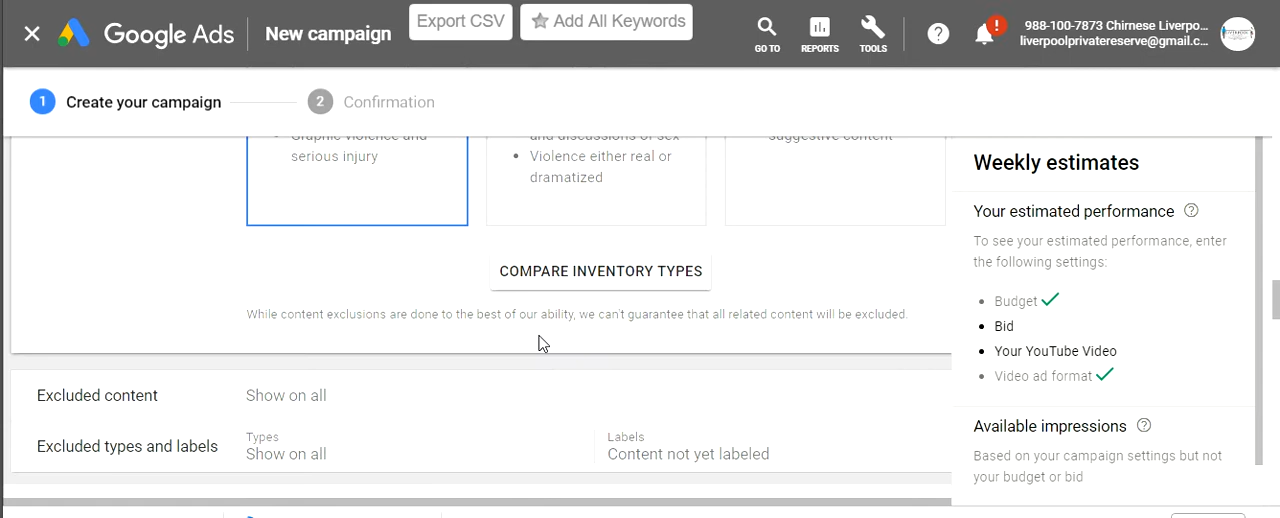 Export CSV
Add All Keywords
Google Ads
New campaign
GO TO
REPORTS
TOOLS
?
!
988-100-7873 Chirnese Liverpo...
liverpoolprivatereserve@gmail.c...
1
Create your campaign
2
Confirmation
Graphic violence and
serious injury
and discussions of sex
Violence either real or
dramatized
suggestive content
COMPARE INVENTORY TYPES
While content exclusions are done to the best of our ability, we can't guarantee that all related content will be excluded.
Excluded content
Show on all
Excluded types and labels
Types
Show on all
Labels
Content not yet labeled
Weekly estimates
Your estimated performance
To see your estimated performance, enter
the following settings:
Budget
Bid
Your YouTube Video
Video ad format
Available impressions
Based on your campaign settings but not
your budget or bid